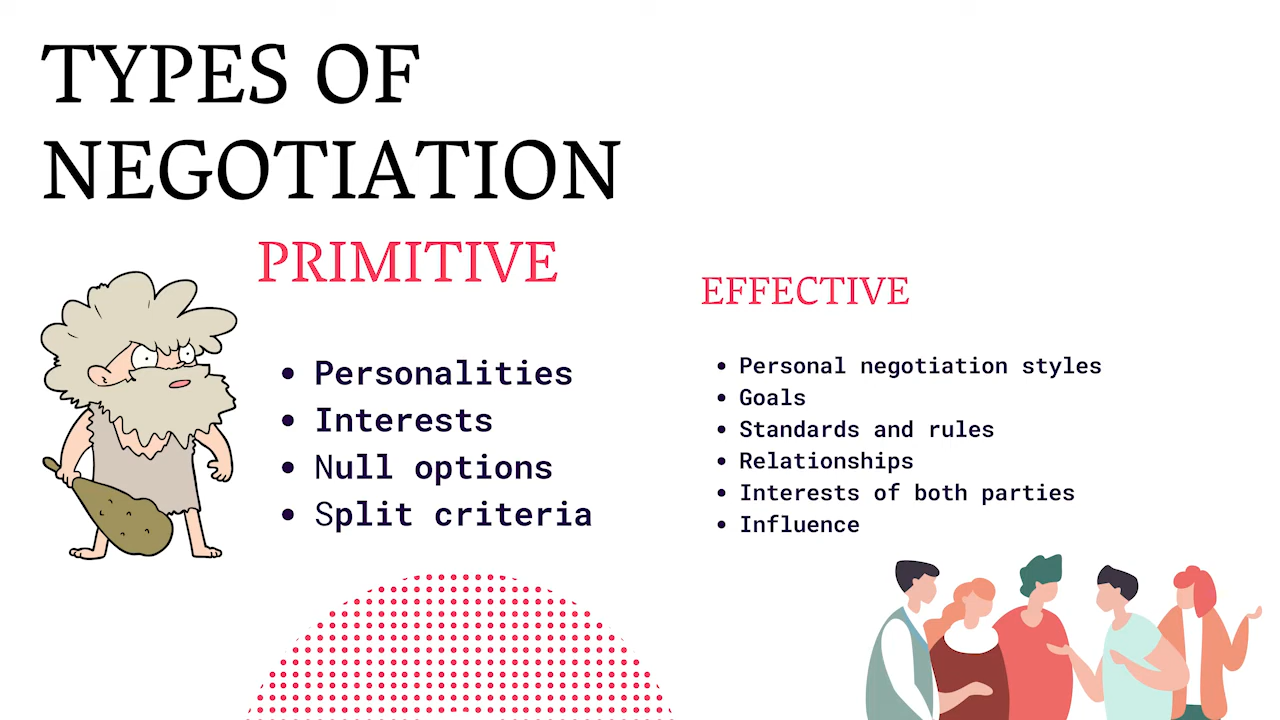 TYPES OF
NEGOTIATION
PRIMITIVE
• Personalities
• Interests
• Null options
• Split criteria
EFFECTIVE
• Personal negotiation styles
• Goals
• Standards and rules
• Relationships
• Interests of both parties
• Influence